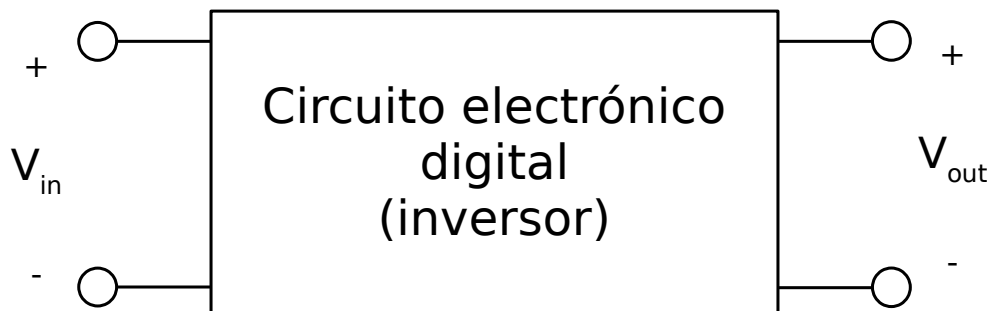 +
V_in
-
Circuito electrónico
digital
(inversor)
+
V_out
-